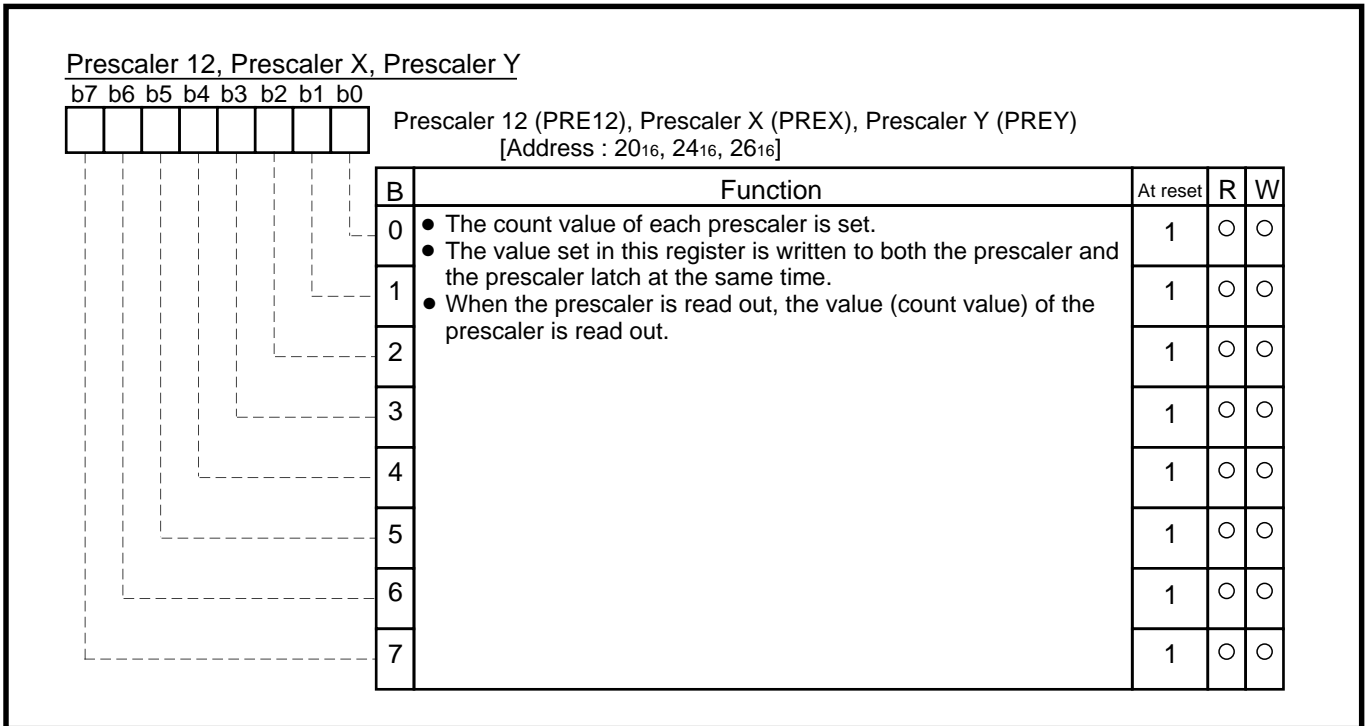 Prescaler 12, Prescaler X, Prescaler Y
b7 b6 b5 b4 b3 b2 b1 b0
Prescaler 12 (PRE12), Prescaler X (PREX), Prescaler Y (PREY)
[Address : 2016, 2416, 2616]
B Function At reset R W
0 ● The count value of each prescaler is set. 1 ○ ○
● The value set in this register is written to both the prescaler and
the prescaler latch at the same time.
1 1 ○ ○
● When the prescaler is read out, the value (count value) of the
prescaler is read out.
2 1 ○ ○
3 1 ○ ○
4 1 ○ ○
5 1 ○ ○
6 1 ○ ○
7 1 ○ ○